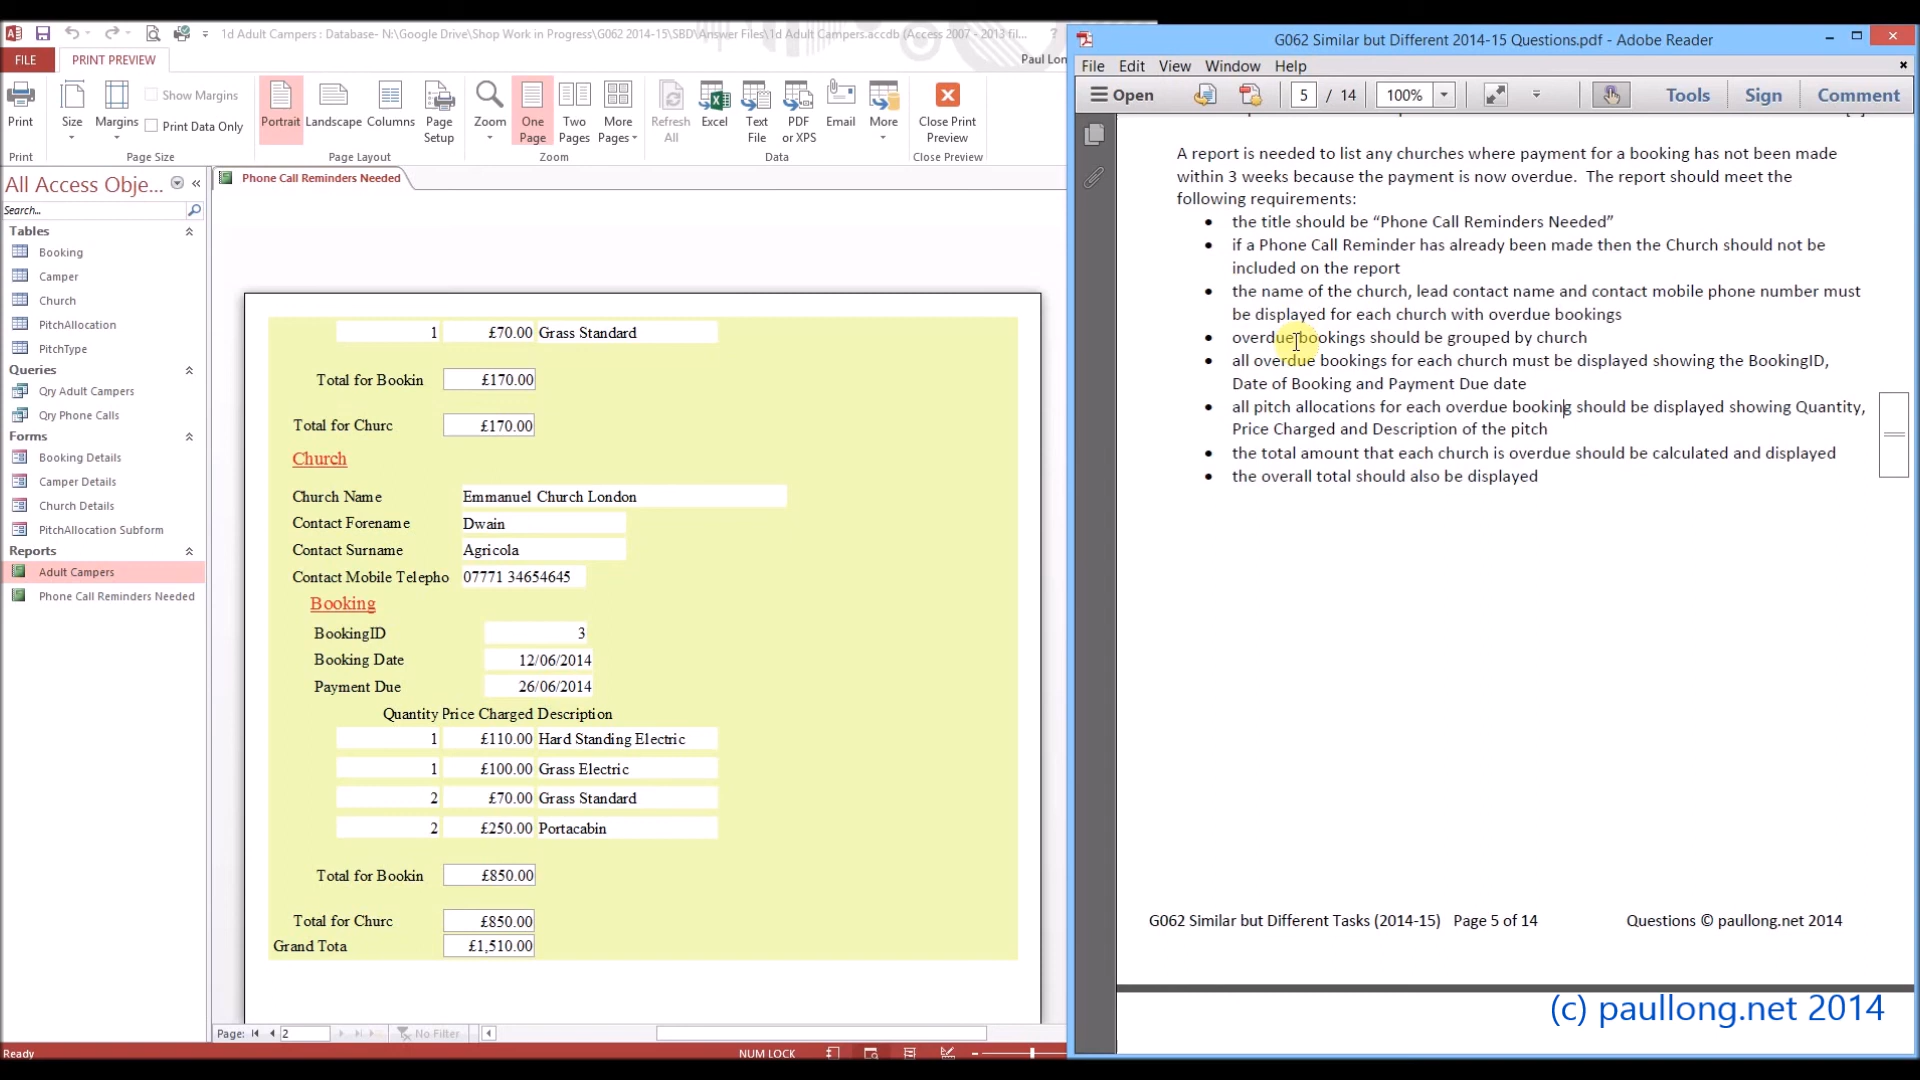 1d Adult Campers : Database- N:\Google Drive\Shop Work in Progress\G062 2014-15\SBD\Answer Files\1d Adult Campers.accdb (Access 2007 - 2013 fil... ?
FILE PRINT PREVIEW Paul Lon
Print Size Margins Show Margins Print Data Only Portrait Landscape Columns Page Setup Zoom One Page Two Pages More Pages Refresh All Excel Text File PDF or XPS Email More Close Print Preview
Print Page Size Page Layout Zoom Data Close Preview
All Access Obje...
Search...
Tables
Booking
Camper
Church
PitchAllocation
PitchType
Queries
Qry Adult Campers
Qry Phone Calls
Forms
Booking Details
Camper Details
Church Details
PitchAllocation Subform
Reports
Adult Campers
Phone Call Reminders Needed
Phone Call Reminders Needed
1 £70.00 Grass Standard
Total for Bookin £170.00
Total for Churc £170.00
Church
Church Name Emmanuel Church London
Contact Forename Dwain
Contact Surname Agricola
Contact Mobile Telepho 07771 34654645
Booking
BookingID 3
Booking Date 12/06/2014
Payment Due 26/06/2014
Quantity Price Charged Description
1 £110.00 Hard Standing Electric
1 £100.00 Grass Electric
2 £70.00 Grass Standard
2 £250.00 Portacabin
Total for Bookin £850.00
Total for Churc £850.00
Grand Tota £1,510.00
Page: 2 No Filter
Ready NUM LOCK
G062 Similar but Different 2014-15 Questions.pdf - Adobe Reader
File Edit View Window Help
Open 5 / 14 100% Tools Sign Comment
A report is needed to list any churches where payment for a booking has not been made
within 3 weeks because the payment is now overdue. The report should meet the
following requirements:
• the title should be “Phone Call Reminders Needed”
• if a Phone Call Reminder has already been made then the Church should not be
included on the report
• the name of the church, lead contact name and contact mobile phone number must
be displayed for each church with overdue bookings
• overdue bookings should be grouped by church
• all overdue bookings for each church must be displayed showing the BookingID,
Date of Booking and Payment Due date
• all pitch allocations for each overdue booking should be displayed showing Quantity,
Price Charged and Description of the pitch
• the total amount that each church is overdue should be calculated and displayed
• the overall total should also be displayed
G062 Similar but Different Tasks (2014-15) Page 5 of 14 Questions © paullong.net 2014
(c) paullong.net 2014